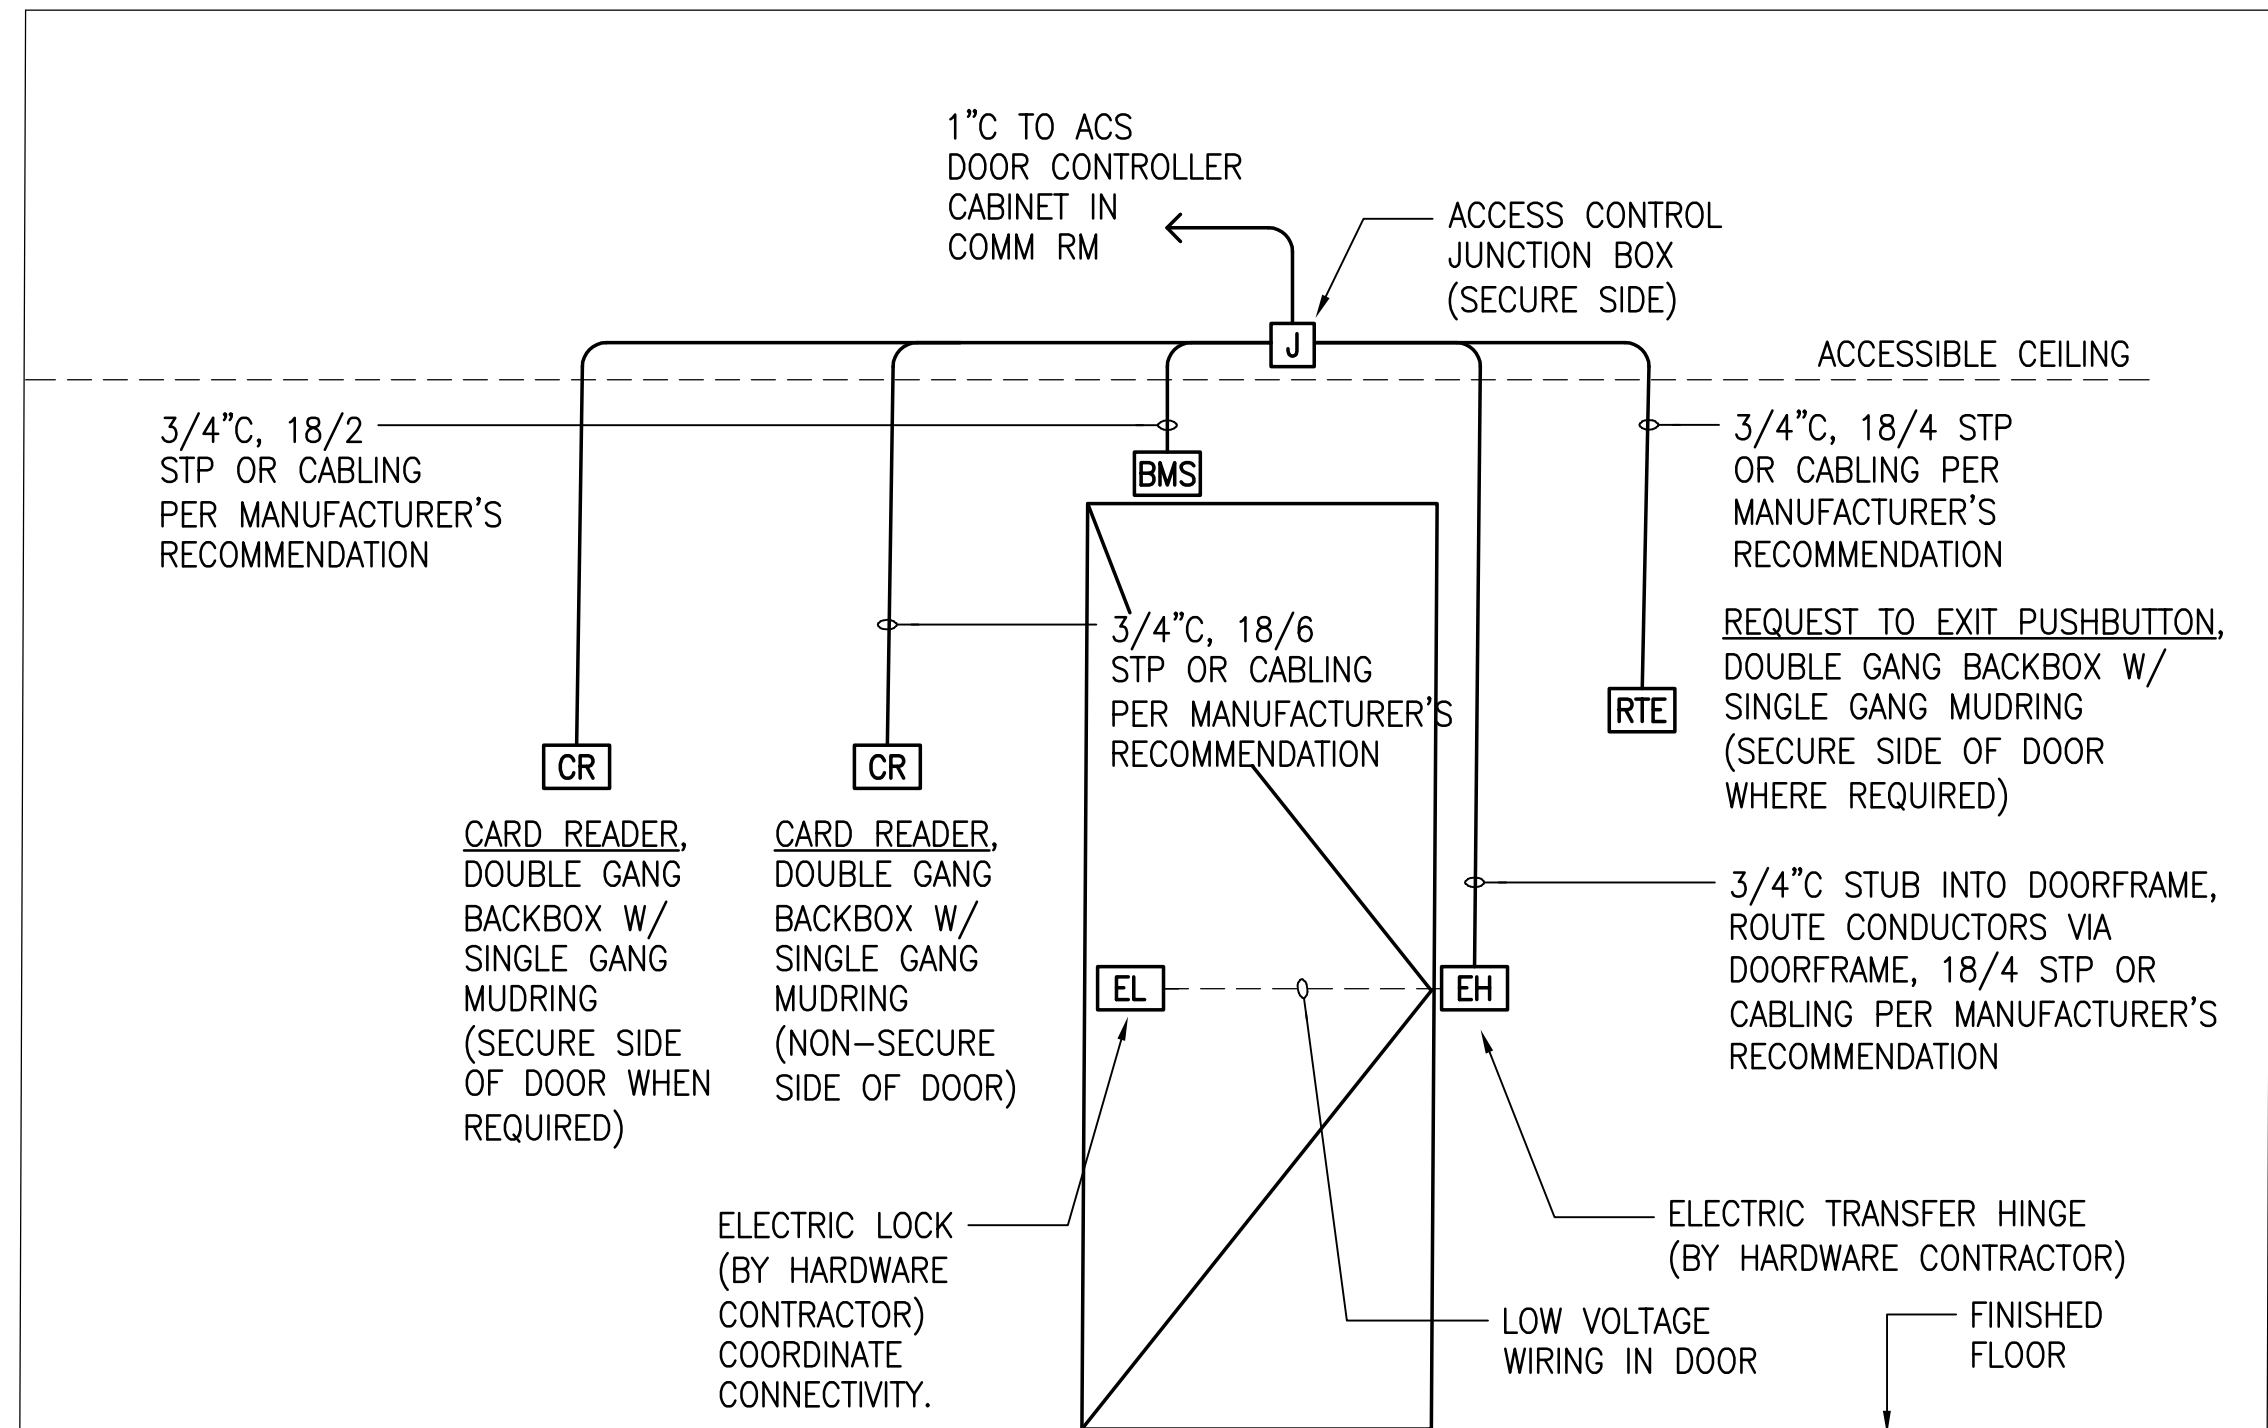 1"C TO ACS
DOOR CONTROLLER
CABINET IN
COMM RM
ACCESS CONTROL
JUNCTION BOX
(SECURE SIDE)
J
ACCESSIBLE CEILING
3/4"C, 18/2
STP OR CABLING
PER MANUFACTURER'S
RECOMMENDATION
BMS
3/4"C, 18/4 STP
OR CABLING PER
MANUFACTURER'S
RECOMMENDATION
3/4"C, 18/6
STP OR CABLING
PER MANUFACTURER'S
RECOMMENDATION
REQUEST TO EXIT PUSHBUTTON,
DOUBLE GANG BACKBOX W/
SINGLE GANG MUDRING
(SECURE SIDE OF DOOR
WHERE REQUIRED)
RTE
CR
CR
CARD READER,
DOUBLE GANG
BACKBOX W/
SINGLE GANG
MUDRING
(SECURE SIDE
OF DOOR WHEN
REQUIRED)
CARD READER,
DOUBLE GANG
BACKBOX W/
SINGLE GANG
MUDRING
(NON-SECURE
SIDE OF DOOR)
3/4"C STUB INTO DOORFRAME,
ROUTE CONDUCTORS VIA
DOORFRAME, 18/4 STP OR
CABLING PER MANUFACTURER'S
RECOMMENDATION
EL
EH
ELECTRIC LOCK
(BY HARDWARE
CONTRACTOR)
COORDINATE
CONNECTIVITY.
ELECTRIC TRANSFER HINGE
(BY HARDWARE CONTRACTOR)
LOW VOLTAGE
WIRING IN DOOR
FINISHED
FLOOR